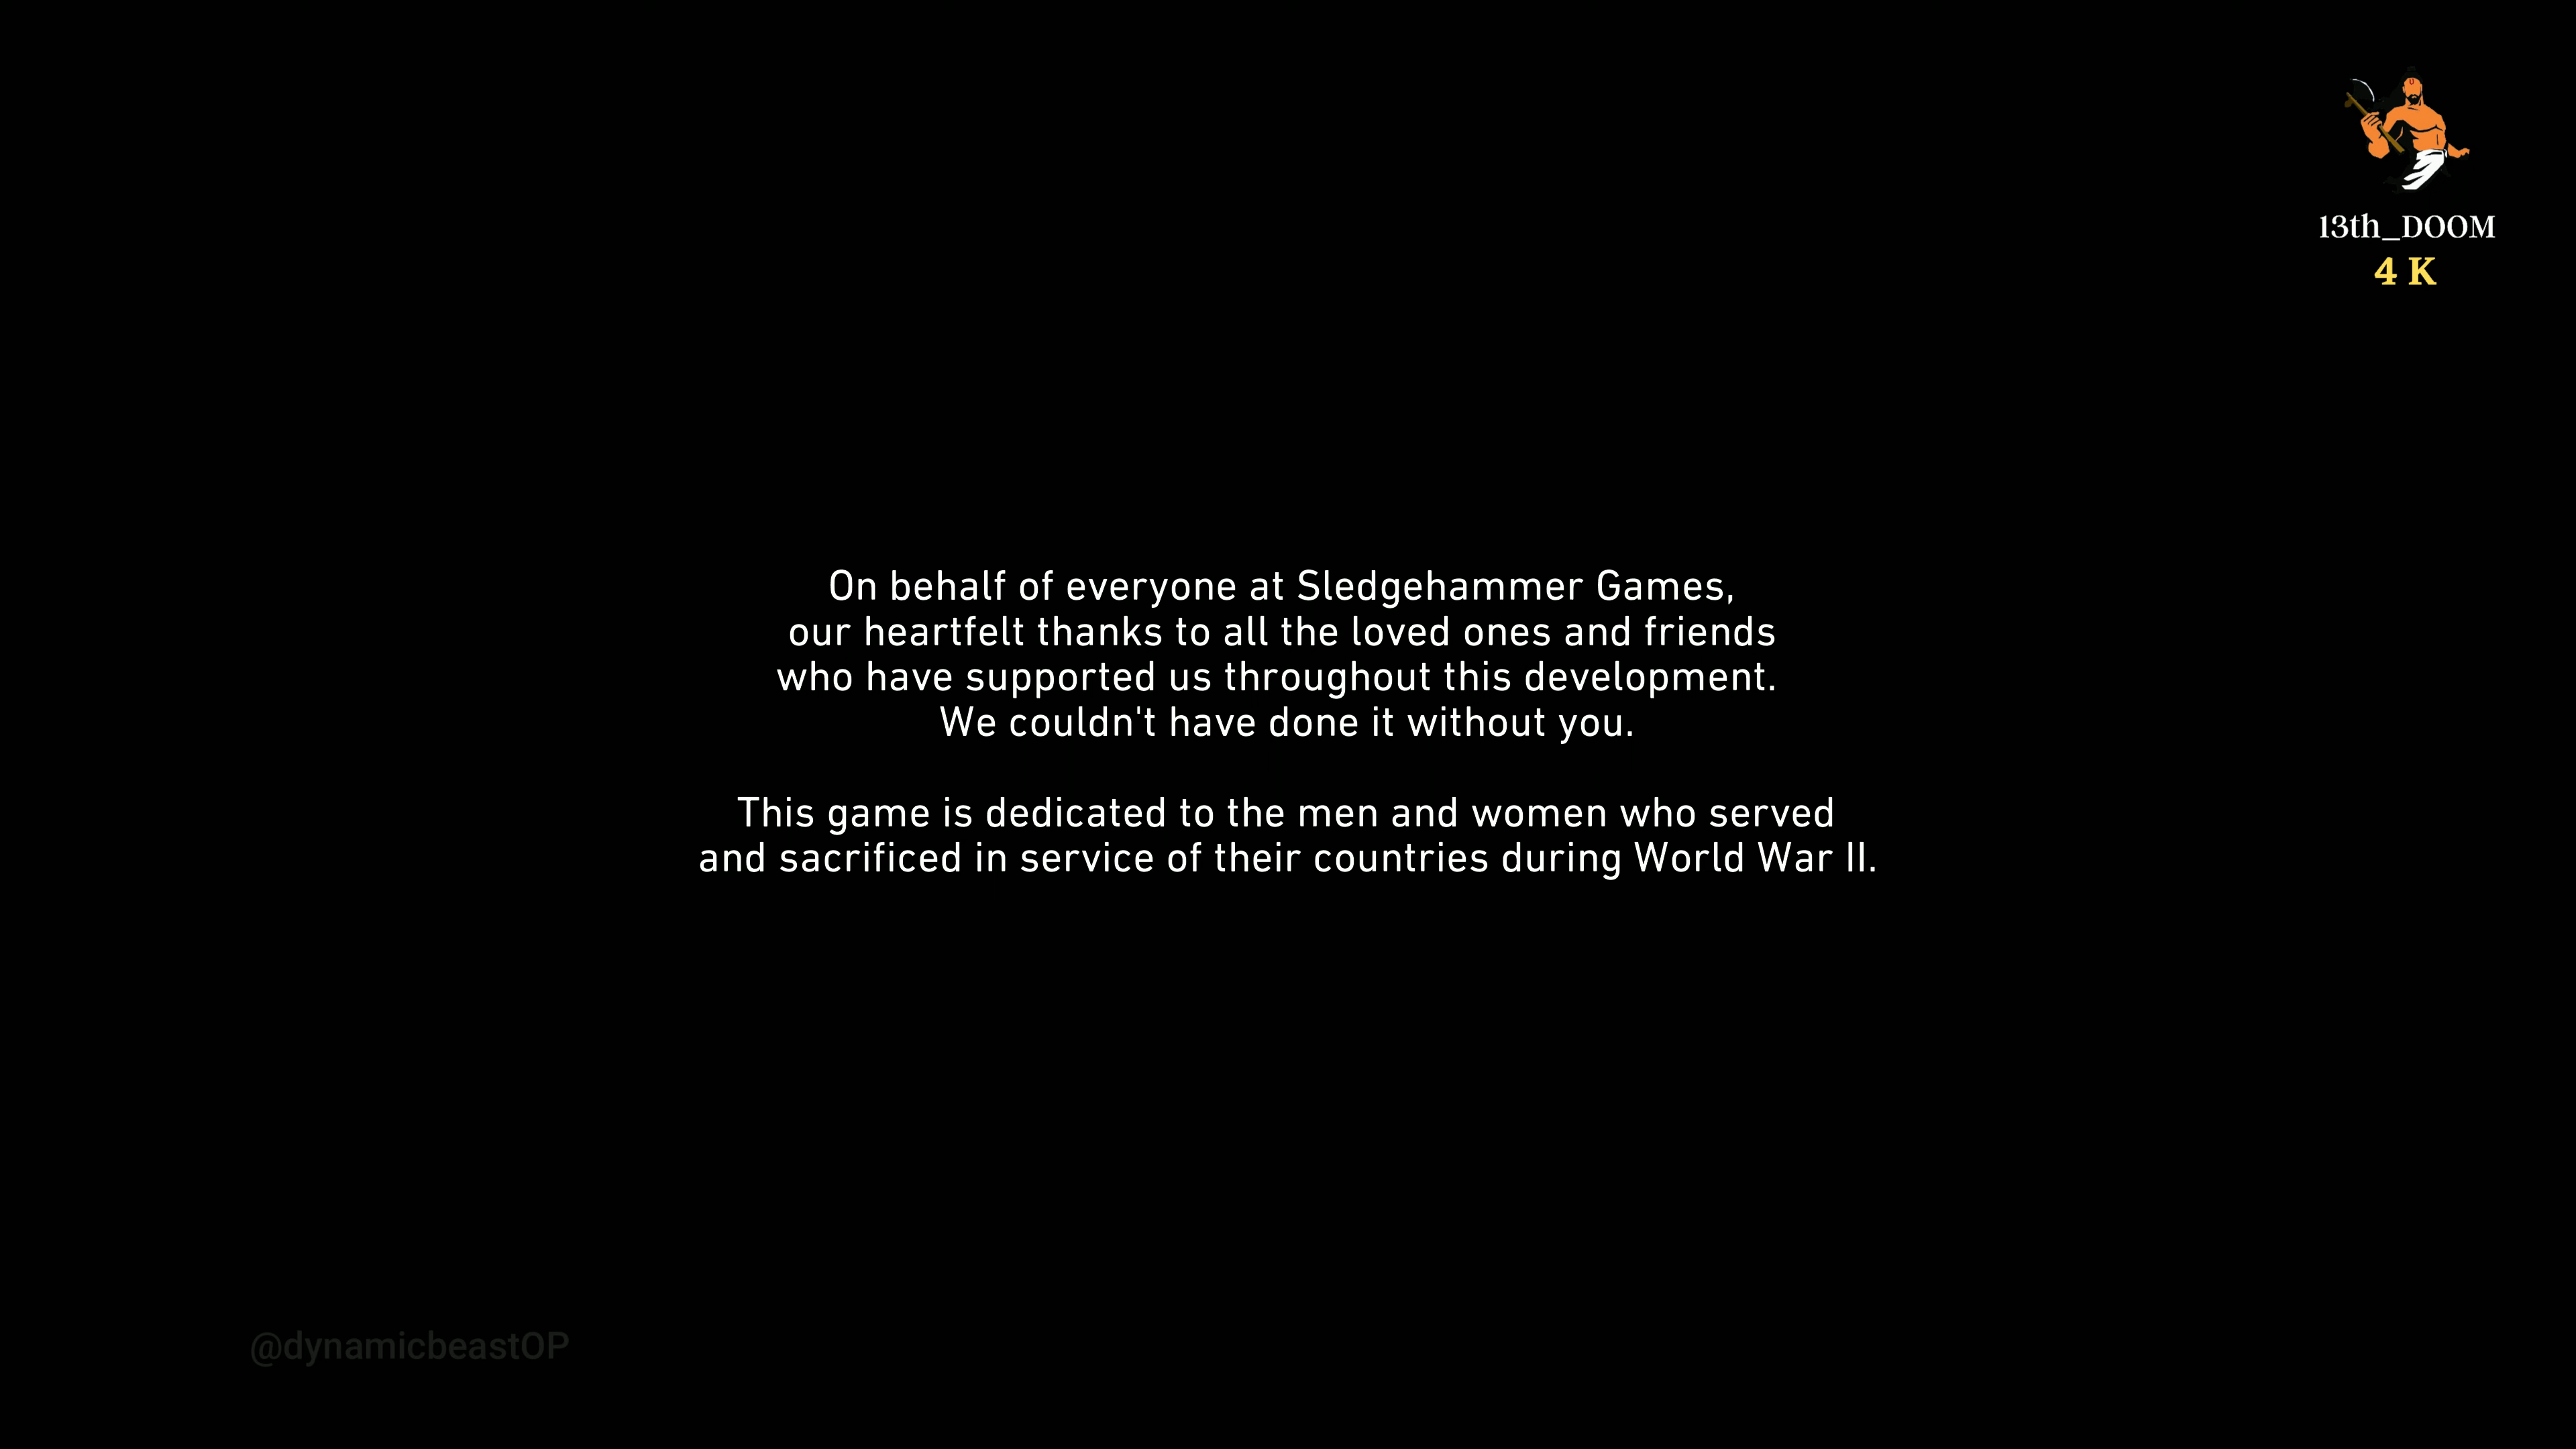 13th_DOOM
4 K
On behalf of everyone at Sledgehammer Games,
our heartfelt thanks to all the loved ones and friends
who have supported us throughout this development.
We couldn't have done it without you.
This game is dedicated to the men and women who served
and sacrificed in service of their countries during World War II.
@dynamicbeastOP